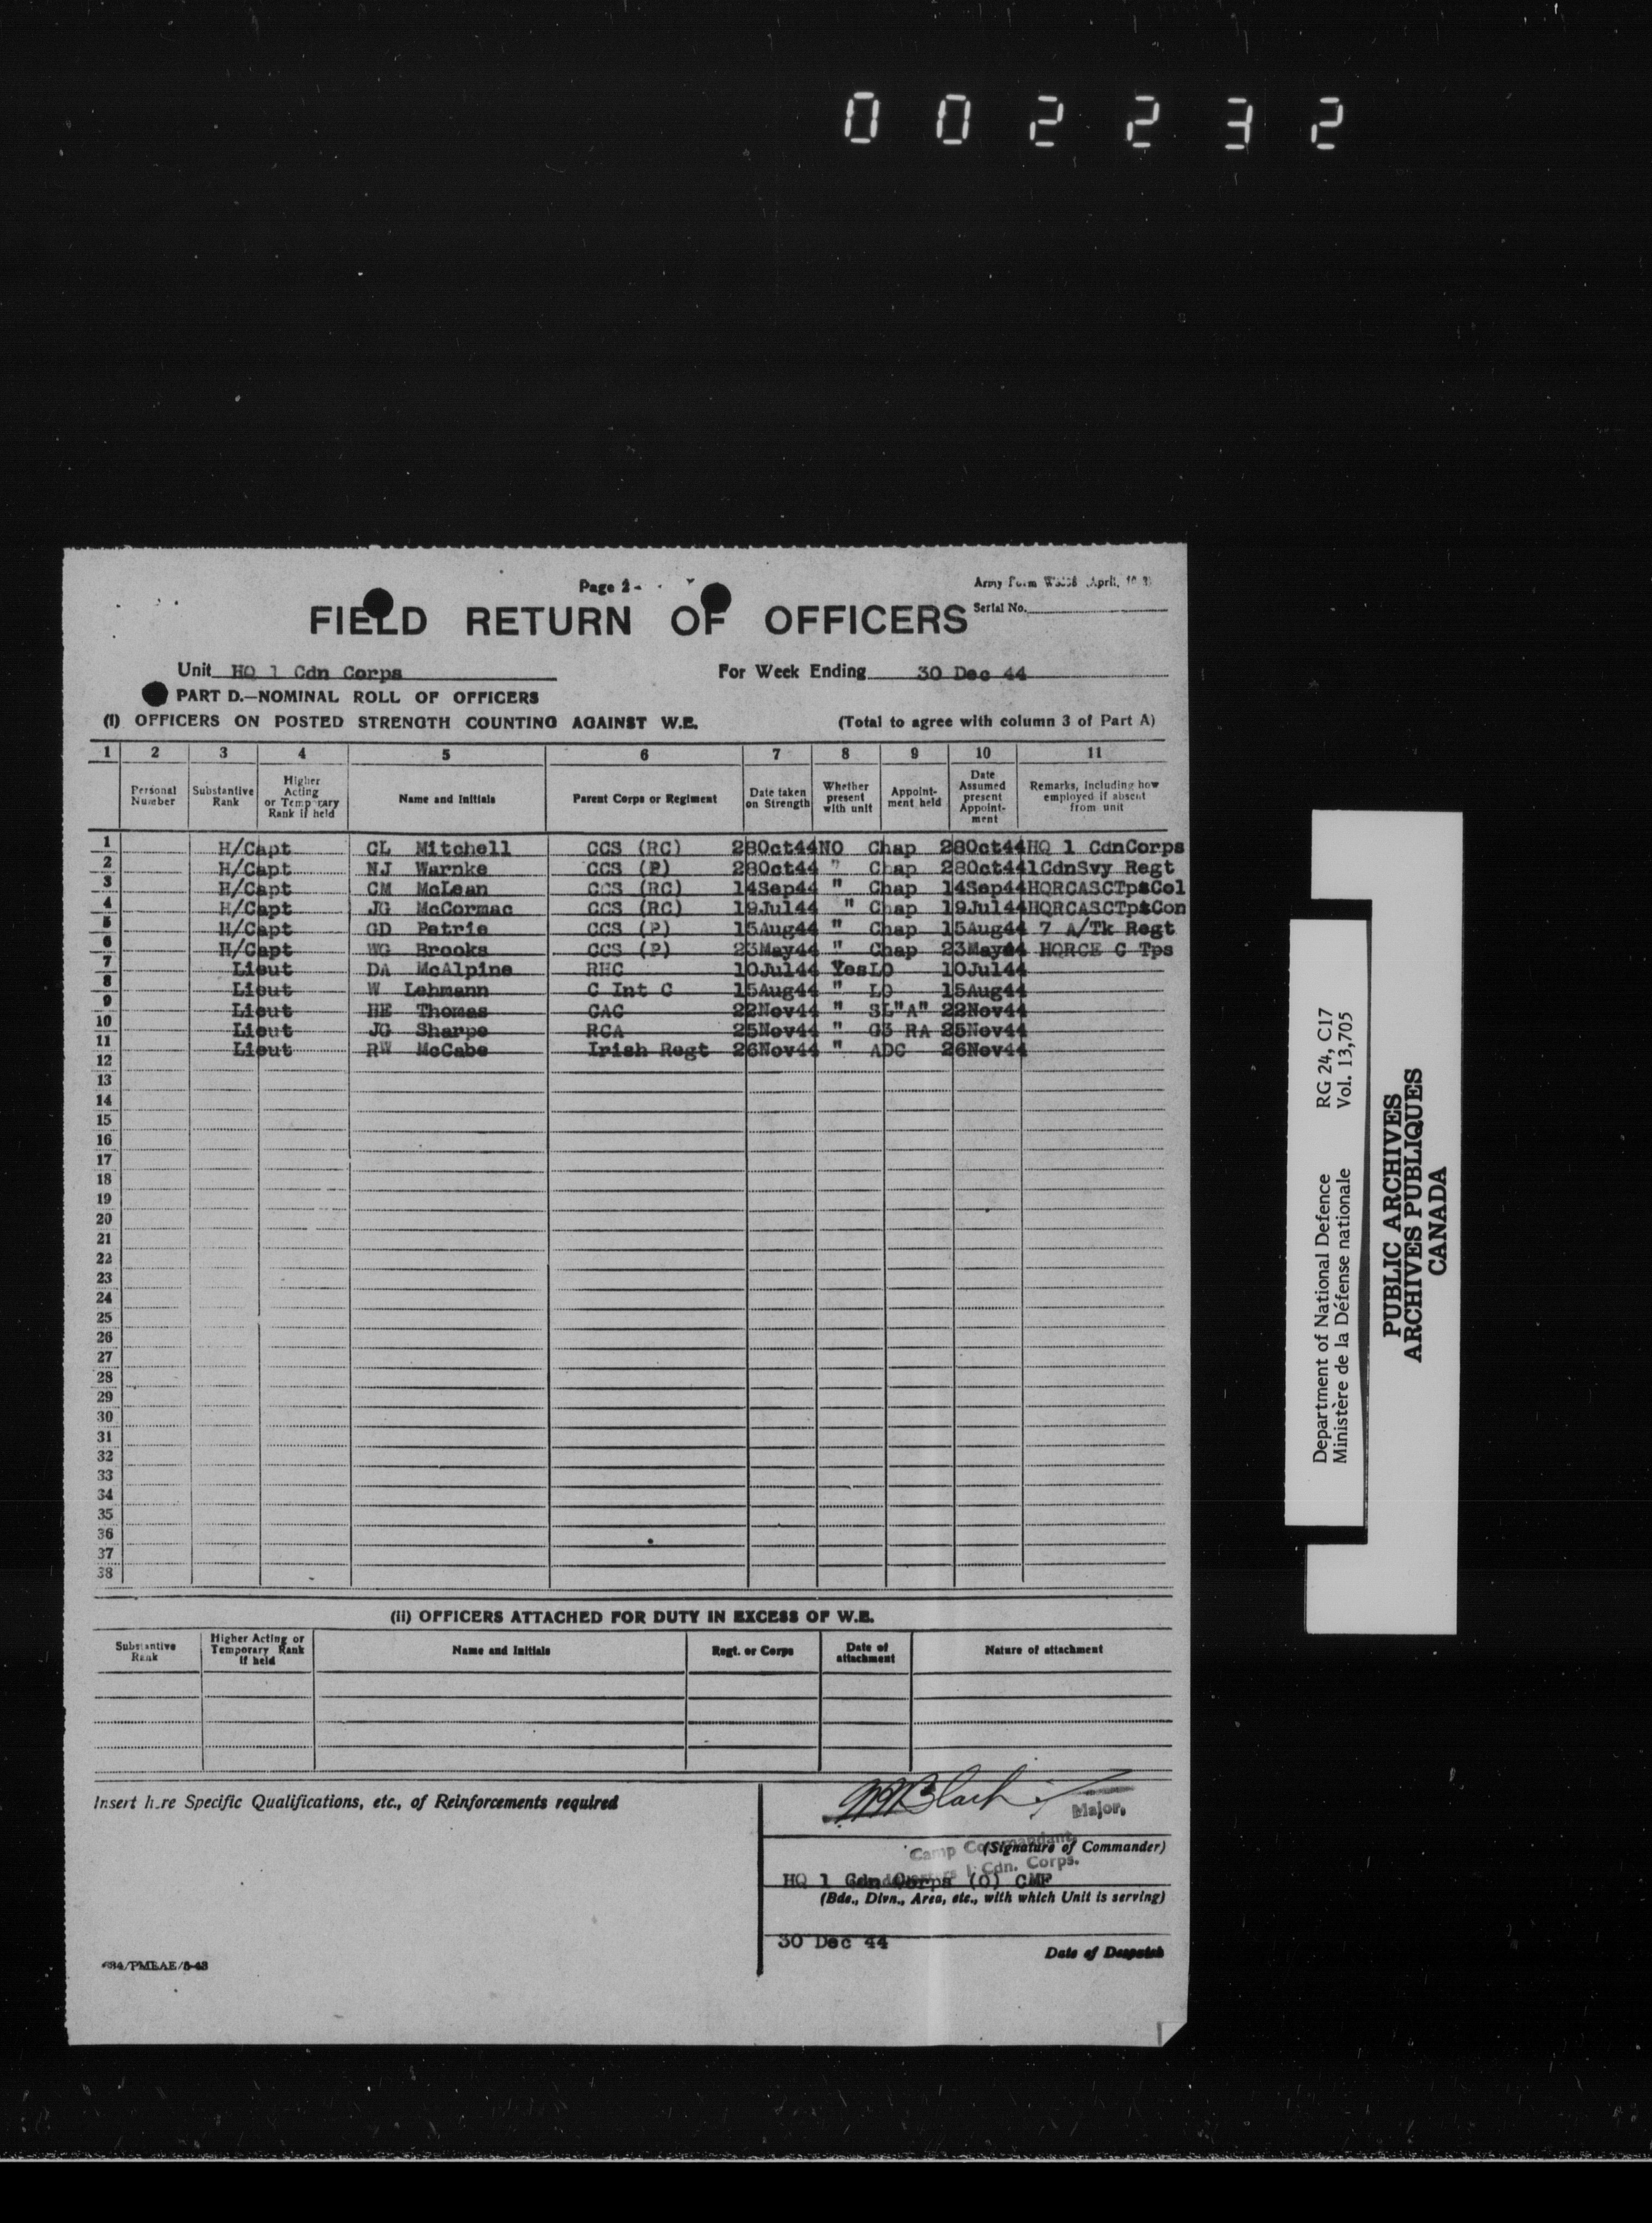 002232
Page 2-
Army Form
FIELD RETURN OF OFFICERS
Serial No.
Unit HQ 1 Cdn Corps For Week Ending 30 Dec 44
PART D.—NOMINAL ROLL OF OFFICERS
(I) OFFICERS ON POSTED STRENGTH COUNTING AGAINST W.E. (Total to agree with column 3 of Part A)
1 2 3 4 5 6 7 8 9 10 11
Personal Number Substantive Rank Higher Acting or Temporary Rank if held Name and Initials Parent Corps or Regiment Date taken on Strength Whether present with unit Appoint-ment held Date Assumed present Appoint-ment Remarks, including how employed if absent from unit
1 H/Capt CL Mitchell CCS (RC) 28Oct44 NO Chap 28Oct44 HQ 1 CdnCorps
2 H/Capt NJ Warnke CCS (P) 28Oct44 " Chap 28Oct44 1CdnSvy Regt
3 H/Capt CM McLean CCS (RC) 14Sep44 " Chap 14Sep44 HQRCASCTpsCol
4 H/Capt JG McCormac CCS (RC) 19Jul44 " Chap 19Jul44 HQRCASCTpsCon
5 H/Capt GD Petrie CCS (P) 15Aug44 " Chap 15Aug44 7 A/Tk Regt
6 H/Capt WG Brooks CCS (P) 23May44 " Chap 23May44 HQRCE C Tps
7 Lieut DA McAlpine RHC 10Jul44 Yes LO 10Jul44
8 Lieut W Lehmann C Int C 15Aug44 " LO 15Aug44
9 Lieut HE Thomas CAC 22Nov44 " SL"A" 22Nov44
10 Lieut JG Sharpe RCA 25Nov44 " G3 RA 25Nov44
11 Lieut RW McCabe Irish Regt 26Nov44 " ADC 26Nov44
12
13
14
15
16
17
18
19
20
21
22
23
24
25
26
27
28
29
30
31
32
33
34
35
36
37
38
(ii) OFFICERS ATTACHED FOR DUTY IN EXCESS OF W.E.
Substantive Rank Higher Acting or Temporary Rank if held Name and Initials Regt. or Corps Date of attachment Nature of attachment
Insert here Specific Qualifications, etc., of Reinforcements required
Major,
Camp Commandant,
(Signature of Commander)
1 Cdn. Corps.
HQ 1 Cdn Corps (O) CMF
(Bde., Divn., Area, etc., with which Unit is serving)
30 Dec 44
Date of Despatch
/PMEAE/8-43
Department of National Defence RG 24, C17
Ministère de la Défense nationale Vol. 13,705
PUBLIC ARCHIVES
ARCHIVES PUBLIQUES
CANADA